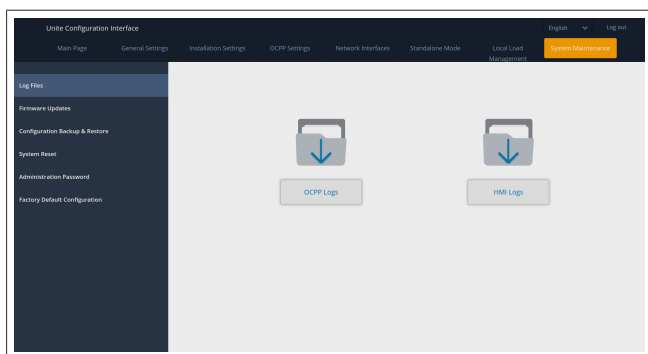 Unite Configuration Interface
English
Log out
Main Page
General Settings
Installation Settings
OCPP Settings
Network Interfaces
Standalone Mode
Local Load
Management
System Maintenance
Log Files
Firmware Updates
Configuration Backup & Restore
System Reset
Administration Password
Factory Default Configuration
OCPP Logs
HMI Logs